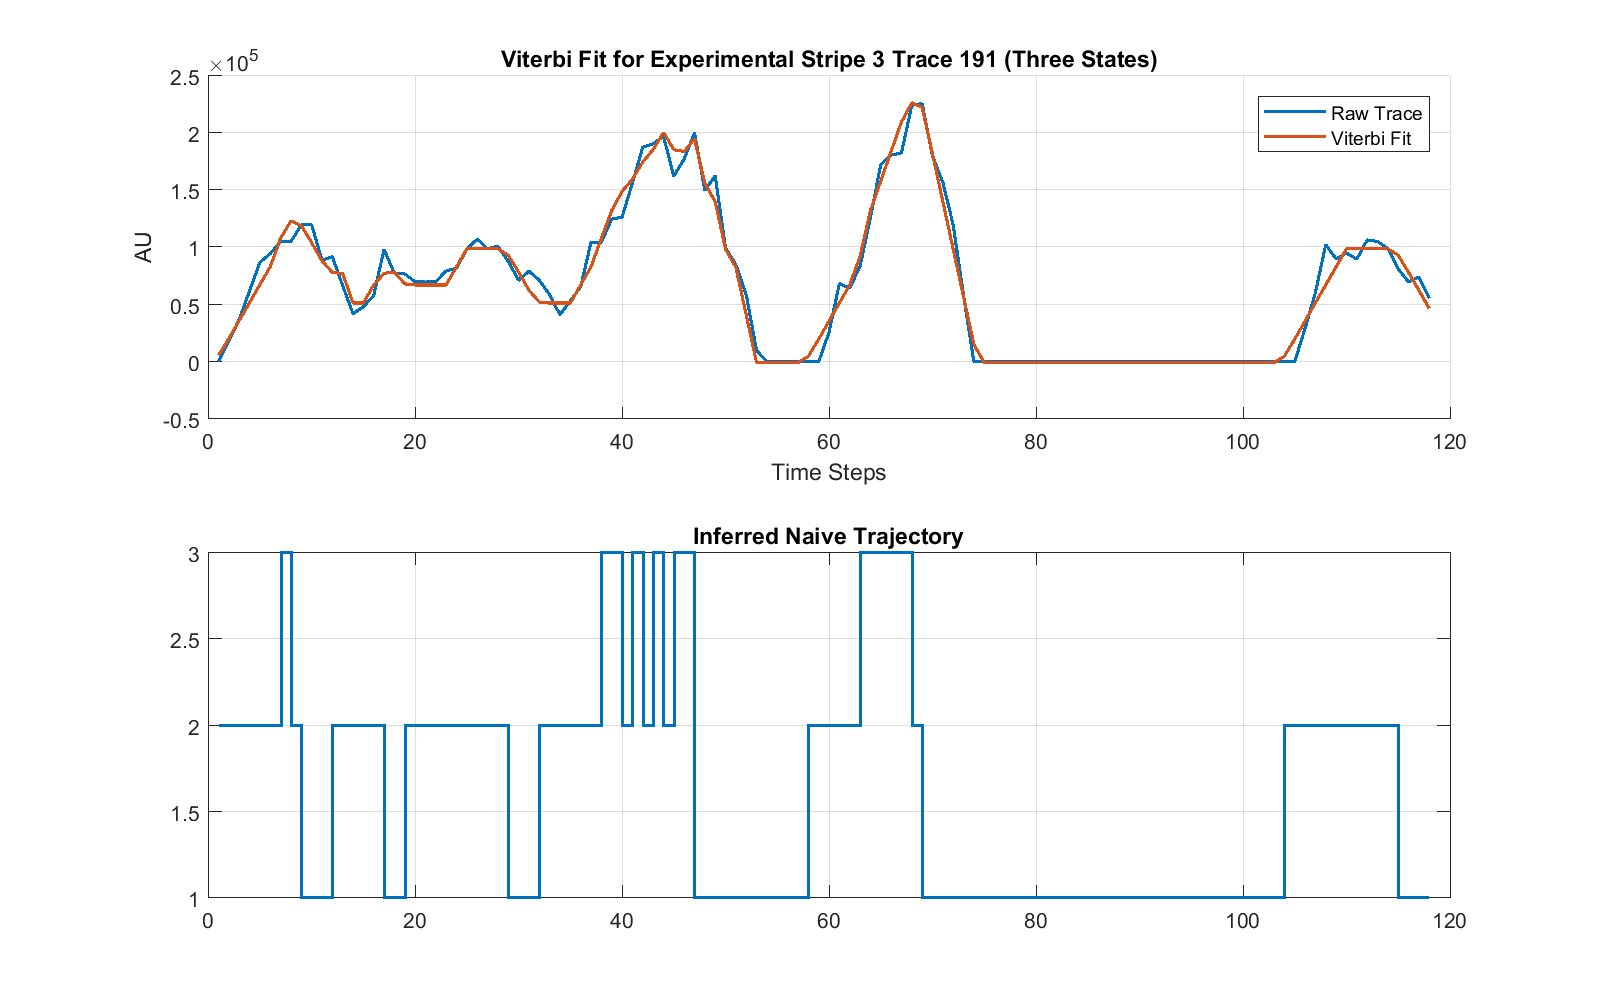 Viterbi Fit for Experimental Stripe 3 Trace 191 (Three States)
×10⁵
2.5
2
1.5
1
0.5
0
-0.5
AU
Raw Trace
Viterbi Fit
0 20 40 60 80 100 120
Time Steps
Inferred Naive Trajectory
3
2.5
2
1.5
1
0 20 40 60 80 100 120